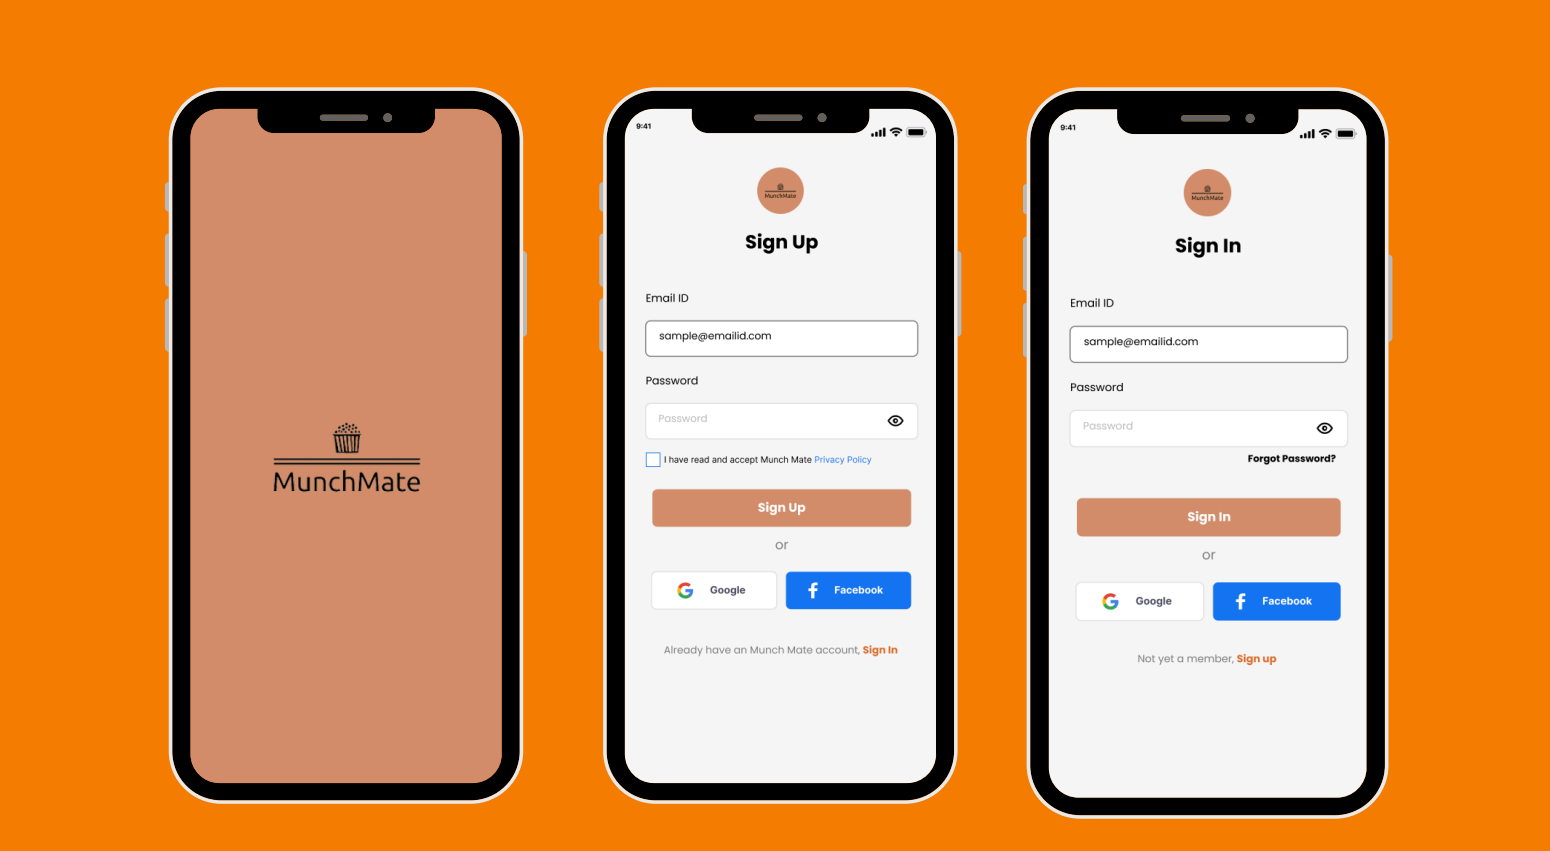 MunchMate
9:41
MunchMate
Sign Up
Email ID
sample@emailid.com
Password
Password
I have read and accept Munch Mate Privacy Policy
Sign Up
or
Google
Facebook
Already have an Munch Mate account, Sign In
9:41
MunchMate
Sign In
Email ID
sample@emailid.com
Password
Password
Forgot Password?
Sign In
or
Google
Facebook
Not yet a member, Sign up